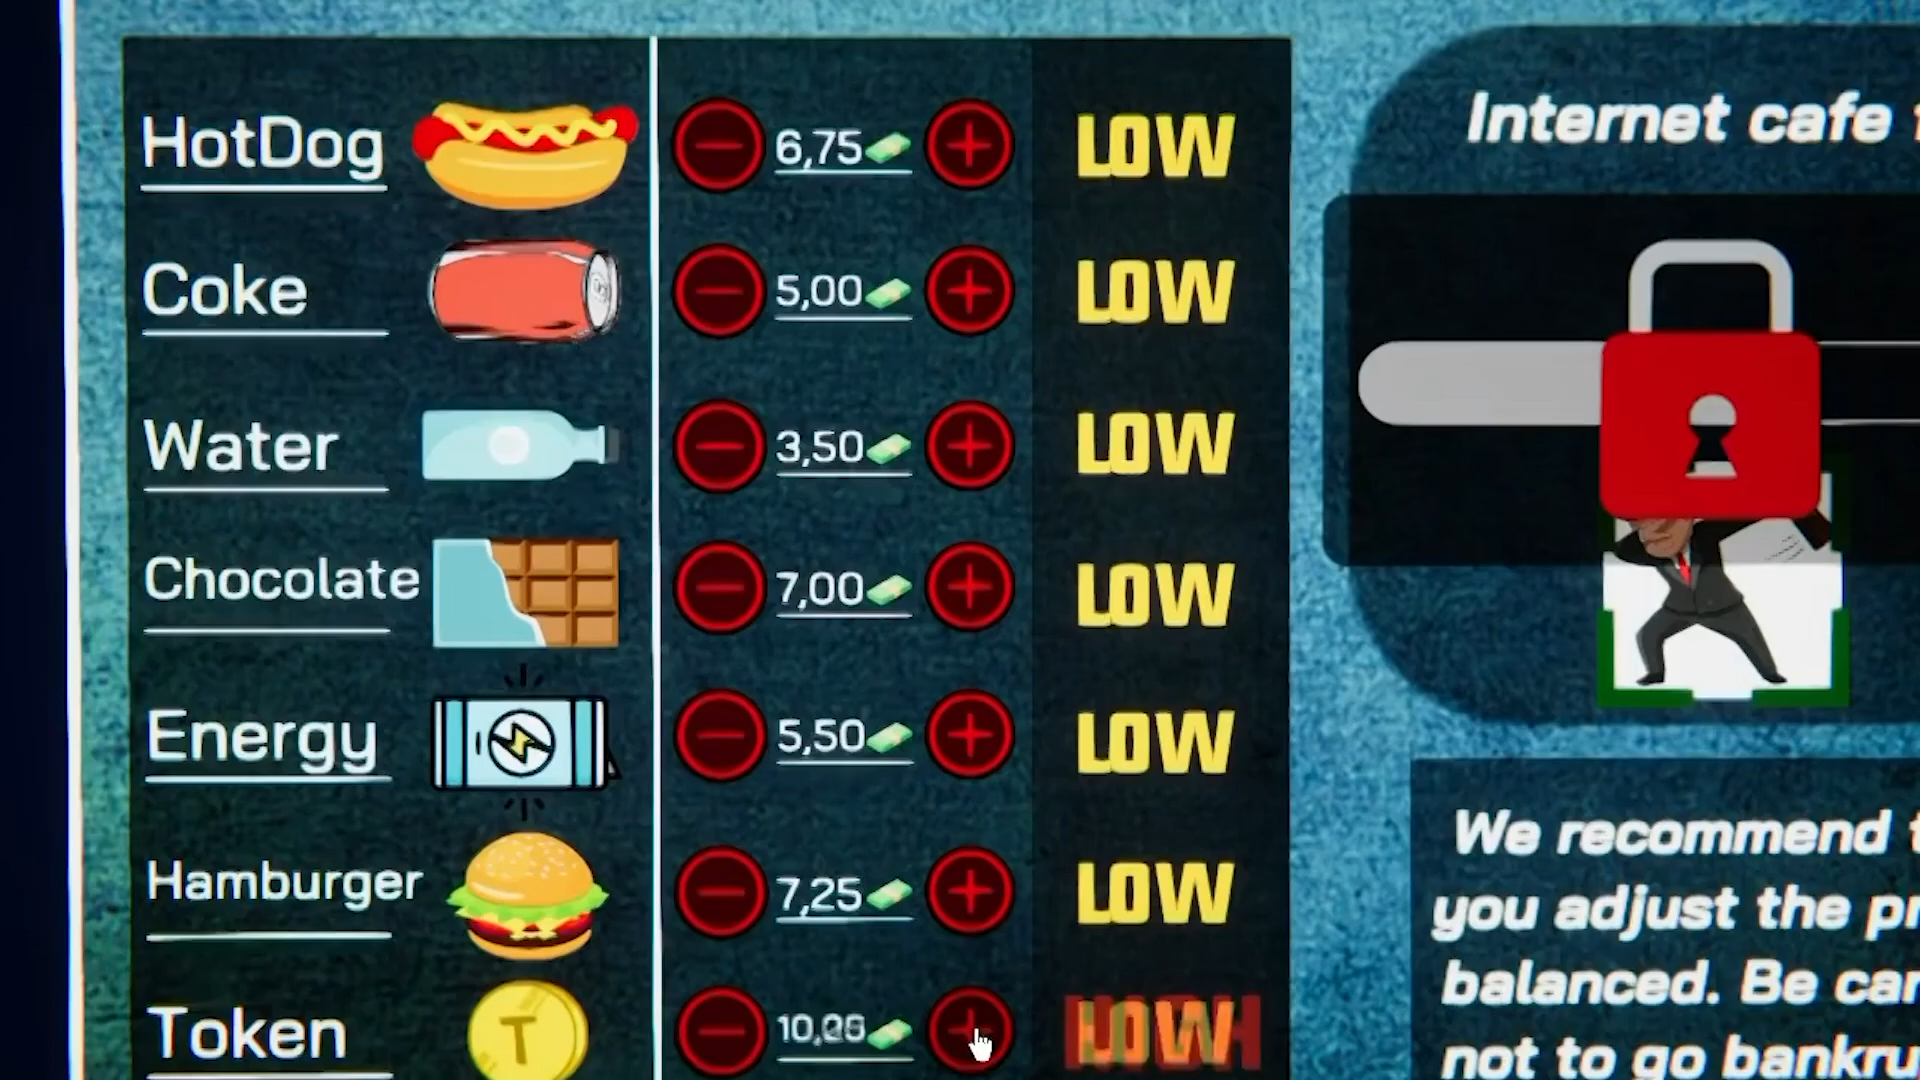 HotDog 6,75 LOW
Internet cafe
Coke 5,00 LOW
Water 3,50 LOW
Chocolate 7,00 LOW
Energy 5,50 LOW
We recommend
Hamburger 7,25 LOW
you adjust the
balanced. Be
Token LOW
T
not to go